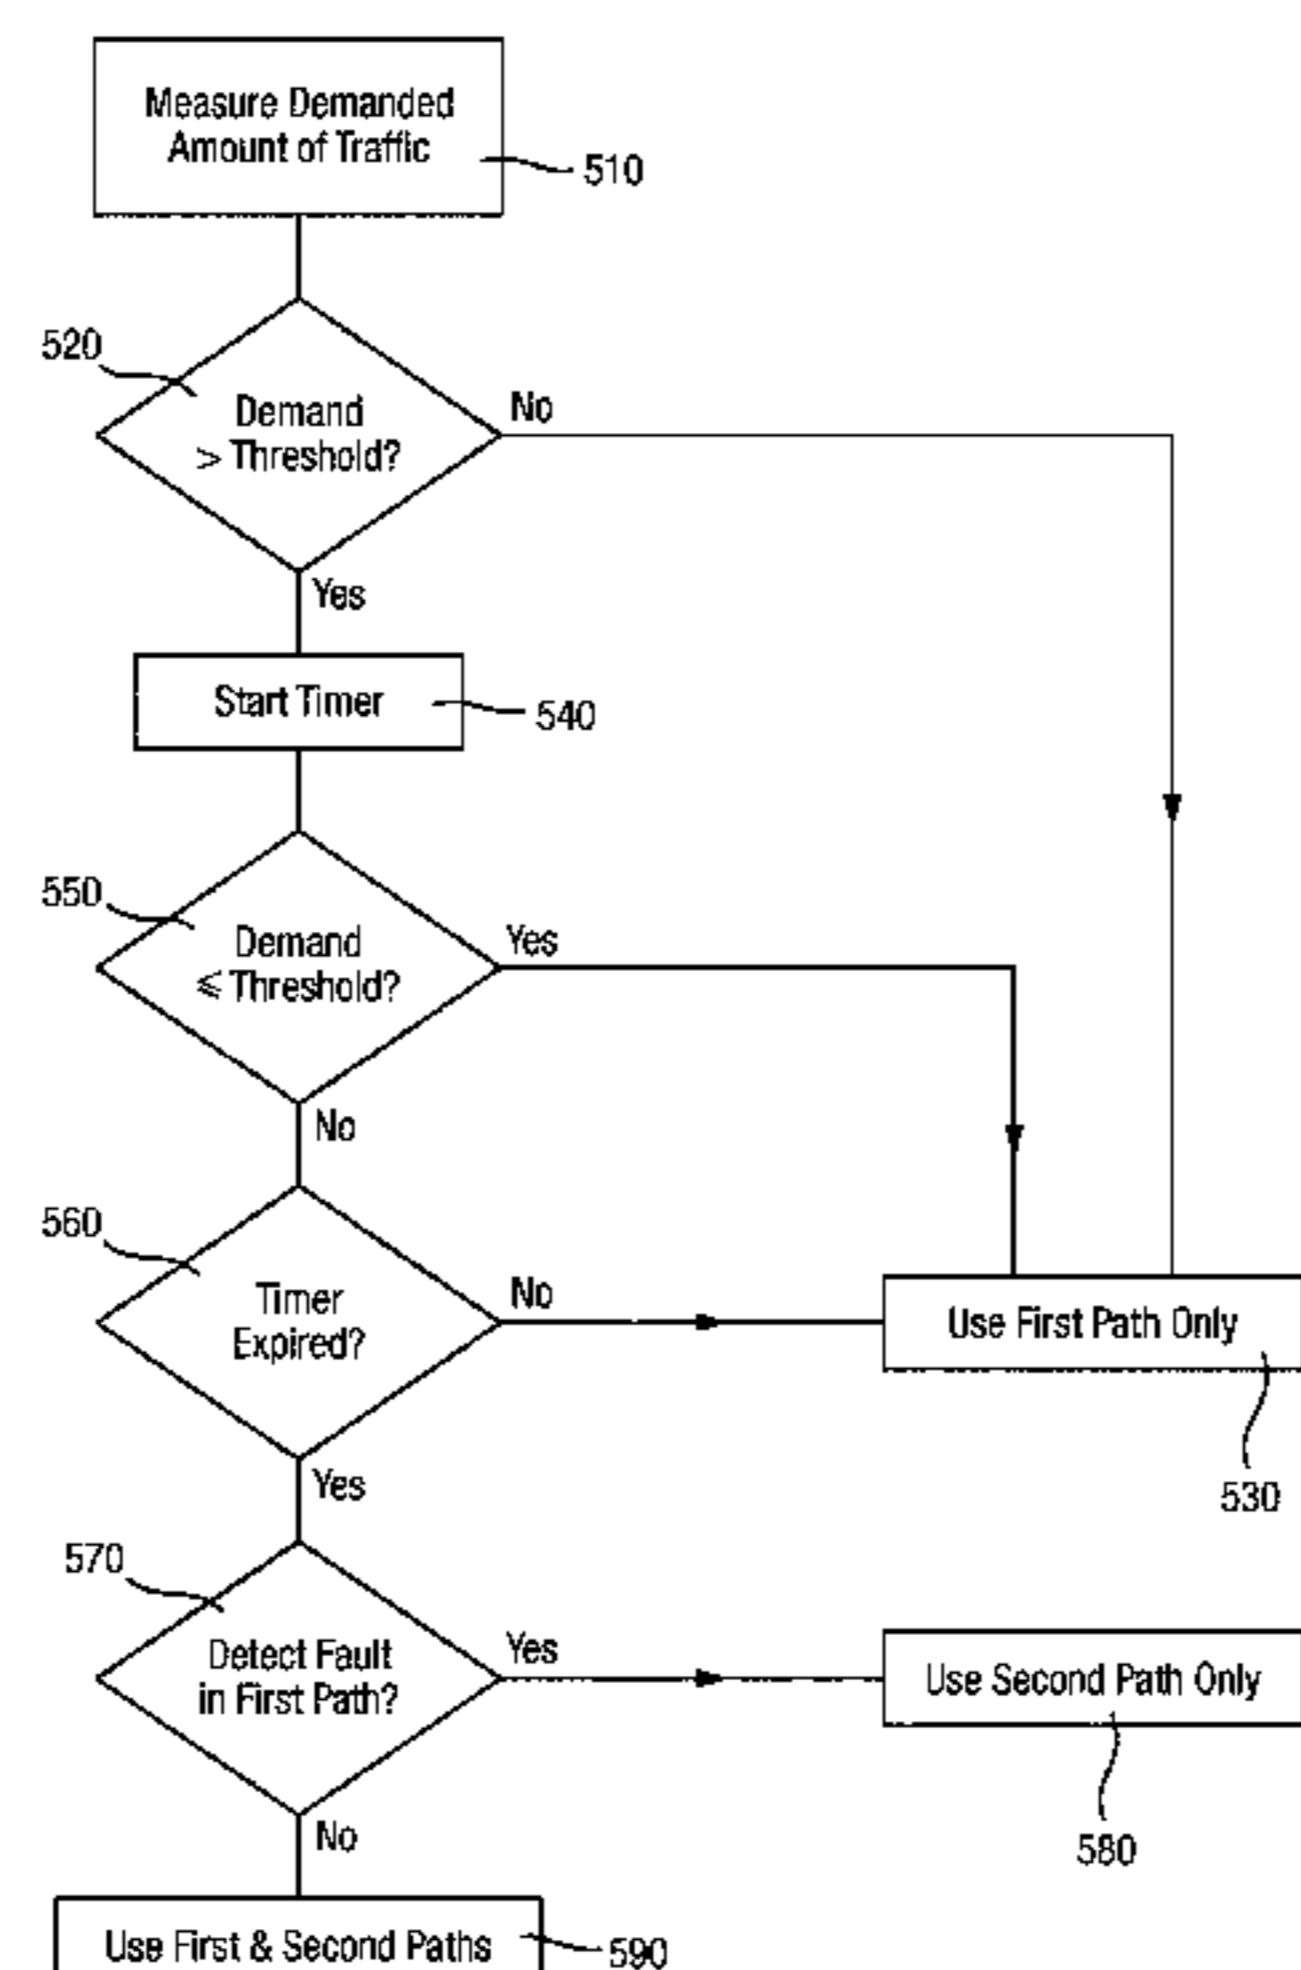 Measure Demanded
Amount of Traffic
510
520
Demand
> Threshold?
No
Yes
Start Timer
540
550
Demand
⩽ Threshold?
Yes
No
560
Timer
Expired?
No
Use First Path Only
530
Yes
570
Detect Fault
in First Path?
Yes
Use Second Path Only
580
No
Use First & Second Paths
590